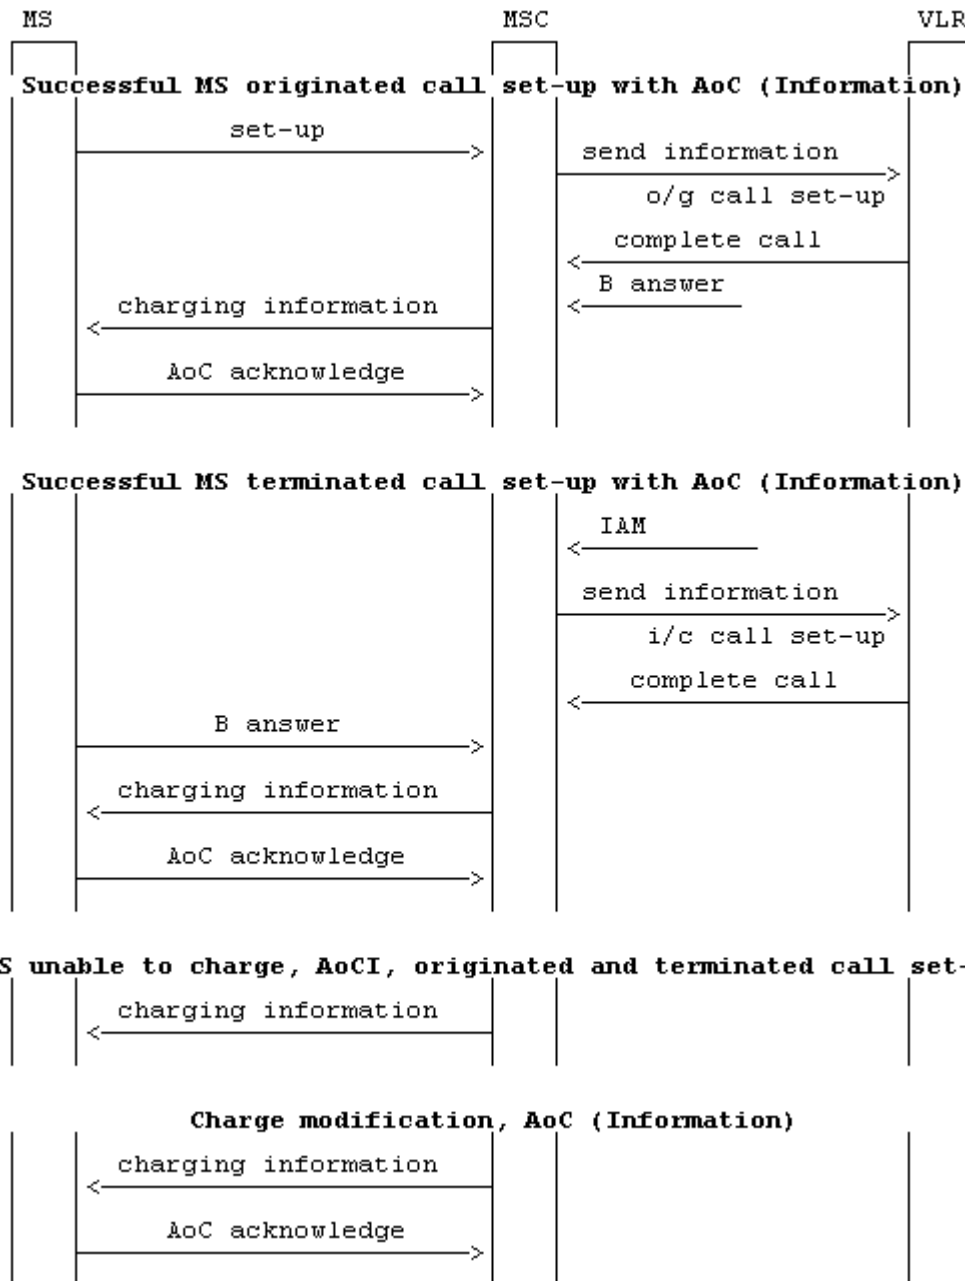 MS MSC VLR
Successful MS originated call set-up with AoC (Information)
set-up
send information
o/g call set-up
complete call
B answer
charging information
AoC acknowledge
Successful MS terminated call set-up with AoC (Information)
IAM
send information
i/c call set-up
complete call
B answer
charging information
AoC acknowledge
S unable to charge, AoCI, originated and terminated call set-
charging information
Charge modification, AoC (Information)
charging information
AoC acknowledge